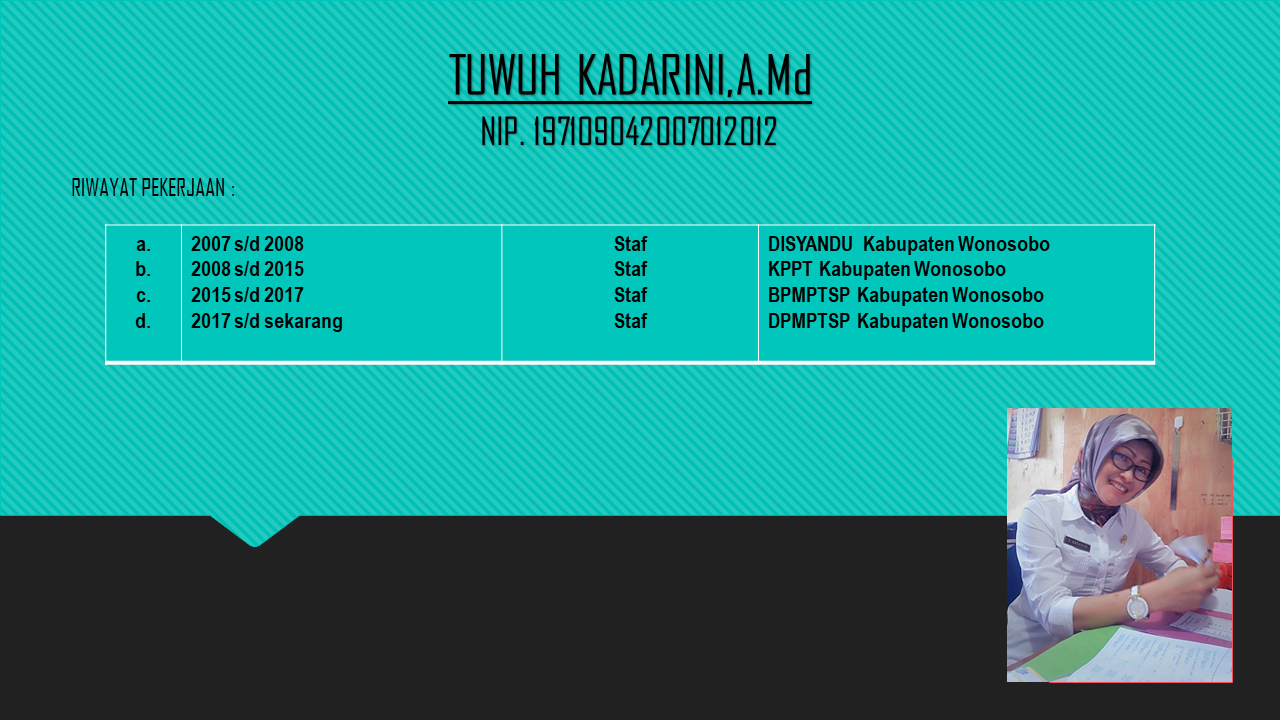 TUWUH KADARINI,A.Md
NIP. 197109042007012012
RIWAYAT PEKERJAAN :
a. 2007 s/d 2008 Staf DISYANDU Kabupaten Wonosobo
b. 2008 s/d 2015 Staf KPPT Kabupaten Wonosobo
c. 2015 s/d 2017 Staf BPMPTSP Kabupaten Wonosobo
d. 2017 s/d sekarang Staf DPMPTSP Kabupaten Wonosobo